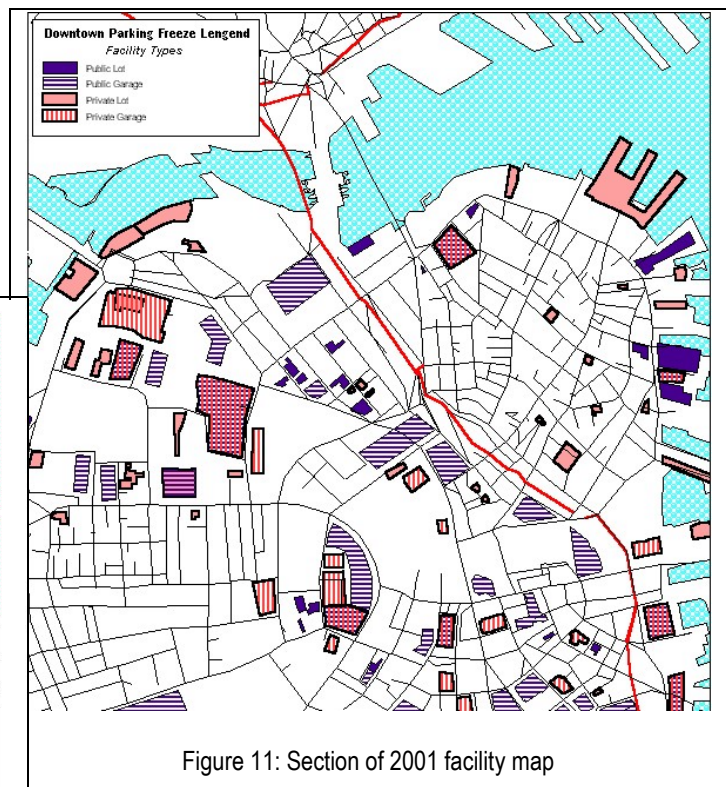 Downtown Parking Freeze Lengend
Facility Types
Public Lot
Public Garage
Private Lot
Private Garage
Figure 11: Section of 2001 facility map